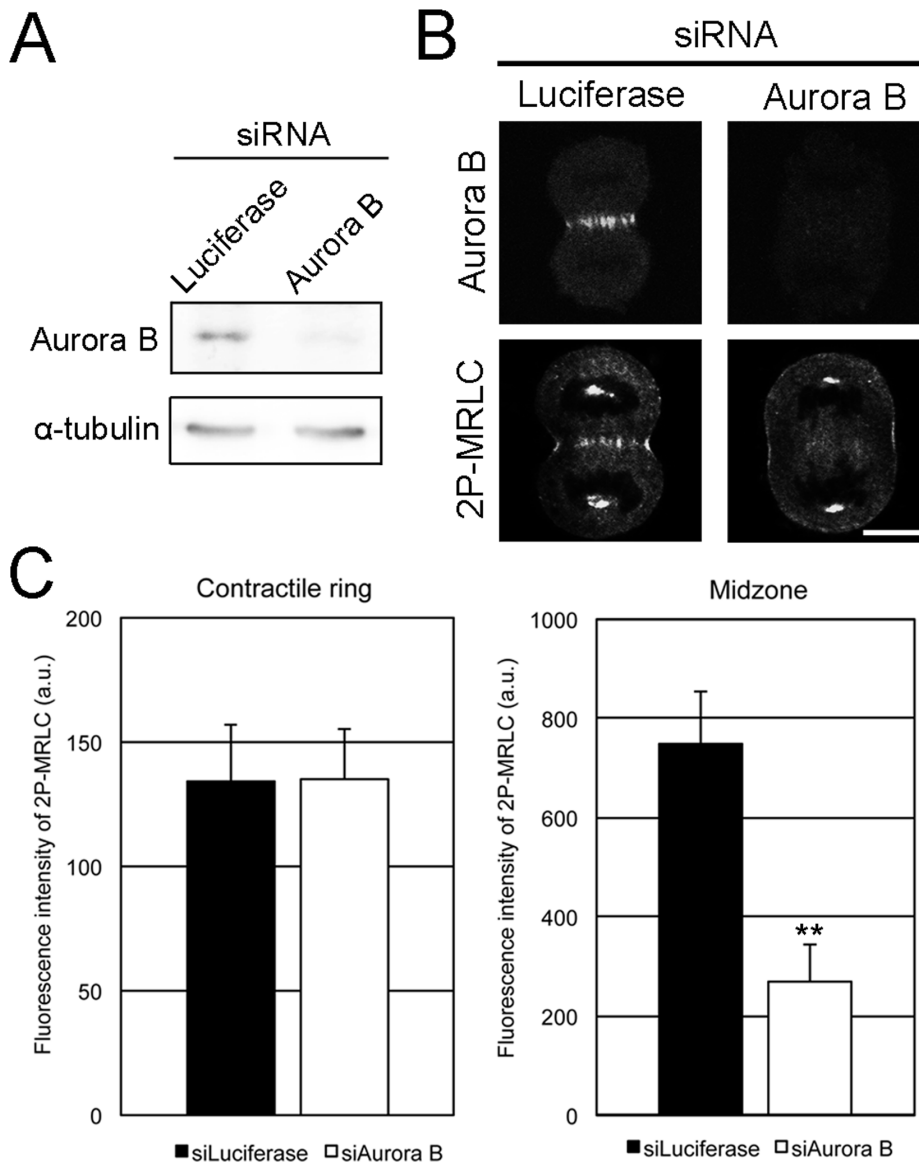 A
siRNA
Luciferase
Aurora B
Aurora B
α-tubulin
B
siRNA
Luciferase
Aurora B
Aurora B
2P-MRLC
C
Contractile ring
Fluorescence intensity of 2P-MRLC (a.u.)
200
150
100
50
0
siLuciferase
siAurora B
Midzone
Fluorescence intensity of 2P-MRLC (a.u.)
1000
800
600
400
200
0
**
siLuciferase
siAurora B